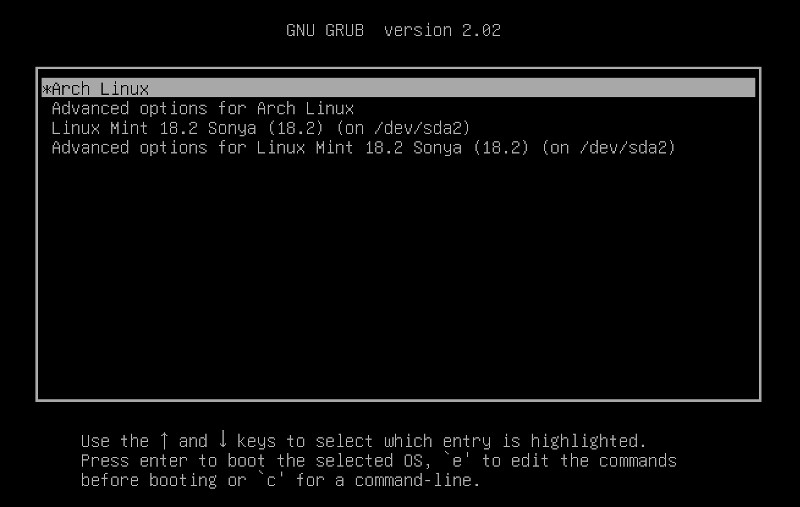 GNU GRUB version 2.02
*Arch Linux
Advanced options for Arch Linux
Linux Mint 18.2 Sonya (18.2) (on /dev/sda2)
Advanced options for Linux Mint 18.2 Sonya (18.2) (on /dev/sda2)
Use the ↑ and ↓ keys to select which entry is highlighted.
Press enter to boot the selected OS, `e' to edit the commands
before booting or `c' for a command-line.